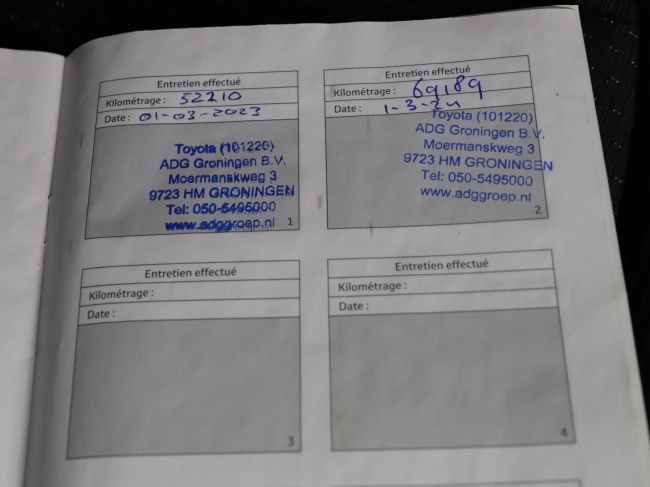 Entretien effectué
Kilométrage : 52210
Date : 01-03-2023
Toyota (101220)
ADG Groningen B.V.
Moermanskweg 3
9723 HM GRONINGEN
Tel: 050-5495000
www.adggroep.nl
1
Entretien effectué
Kilométrage : 69189
Date : 1-3-24
Toyota (101220)
ADG Groningen B.V.
Moermanskweg 3
9723 HM GRONINGEN
Tel: 050-5495000
www.adggroep.nl
2
Entretien effectué
Kilométrage :
Date :
3
Entretien effectué
Kilométrage :
Date :
4